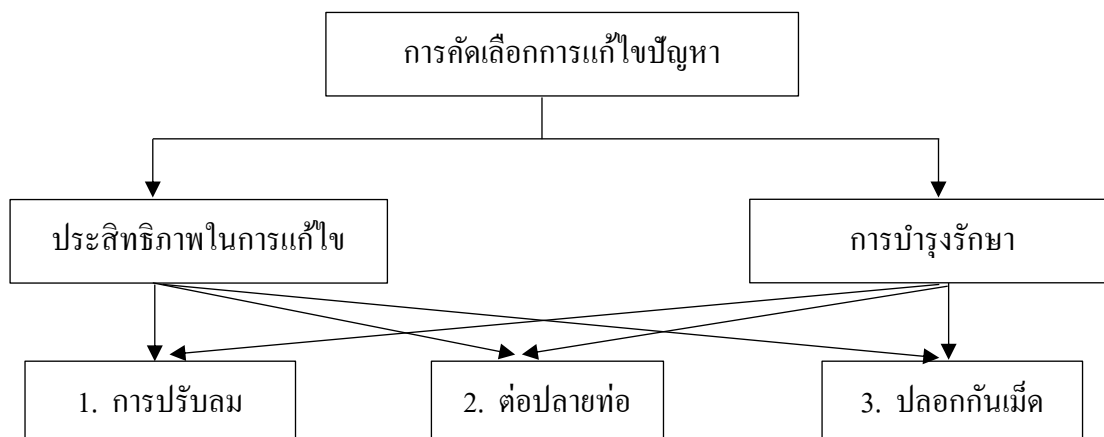 การคัดเลือกการแก้ไขปัญหา
ประสิทธิภาพในการแก้ไข
การบำรุงรักษา
1. การปรับลม
2. ต่อปลายท่อ
3. ปลอกกันเม็ด